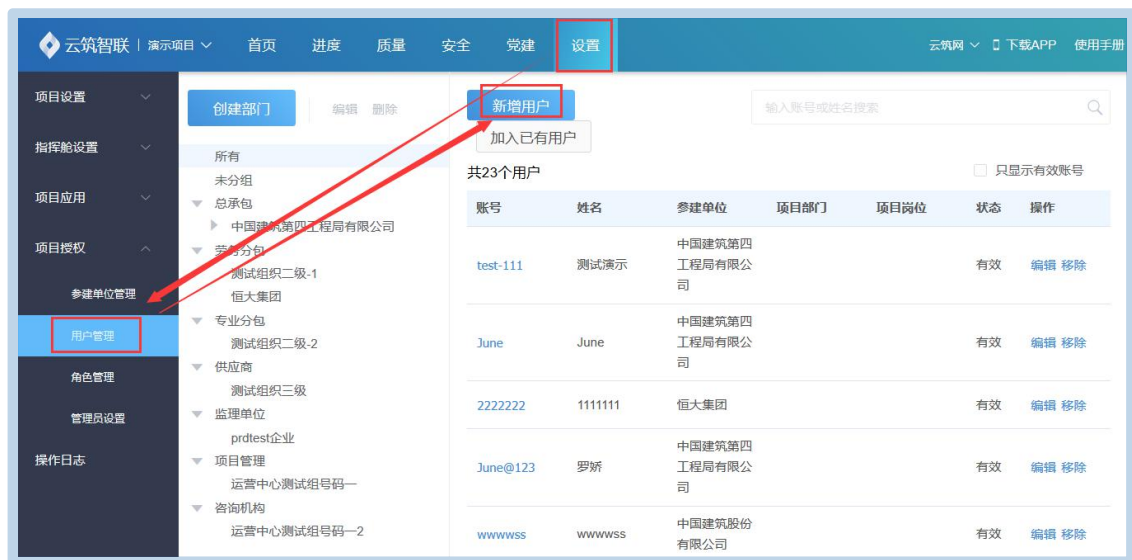 云筑智联 演示项目 首页 进度 质量 安全 党建 设置 云筑网 下载APP 使用手册
项目设置
指挥舱设置
项目应用
项目授权
参建单位管理
用户管理
角色管理
管理员设置
操作日志
创建部门 编辑 删除
所有
未分组
总承包
中国建筑第四工程局有限公司
劳务分包
测试组织二级-1
恒大集团
专业分包
测试组织二级-2
供应商
测试组织三级
监理单位
prdtest企业
项目管理
运营中心测试组号码一
咨询机构
运营中心测试组号码一2
新增用户 输入账号或姓名搜索
加入已有用户
共23个用户 只显示有效账号
账号 姓名 参建单位 项目部门 项目岗位 状态 操作
中国建筑第四
test-111 测试演示 工程局有限公 有效 编辑 移除
司
中国建筑第四
June June 工程局有限公 有效 编辑 移除
司
2222222 1111111 恒大集团 有效 编辑 移除
中国建筑第四
June@123 罗娇 工程局有限公 有效 编辑 移除
司
中国建筑股份
wwwwss wwwwss 有限公司 有效 编辑 移除